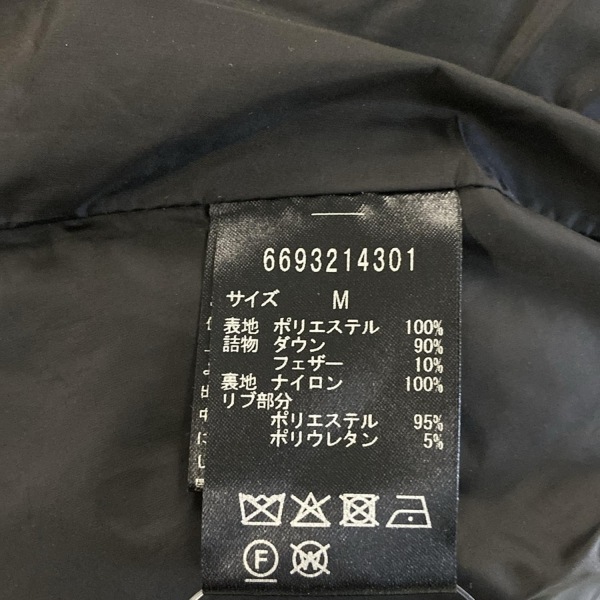 6693214301
サイズ M
表地 ポリエステル 100%
詰物 ダウン 90%
フェザー 10%
裏地 ナイロン 100%
リブ部分
ポリエステル 95%
ポリウレタン 5%
F
W